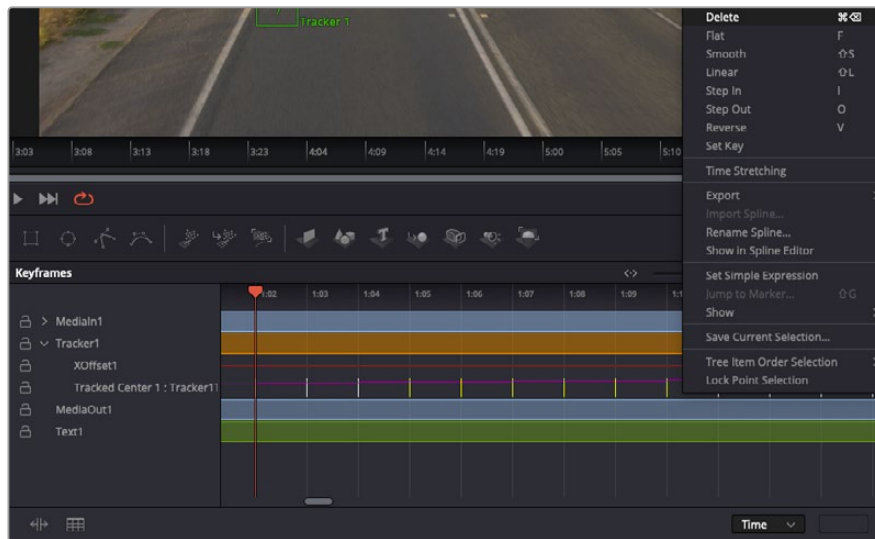 Tracker 1
3:03 3:08 3:13 3:18 3:23 4:04 4:09 4:14 4:19 5:00 5:05 5:10
Delete ⌘⌫
Flat F
Smooth ⇧S
Linear ⇧L
Step In I
Step Out O
Reverse V
Set Key
Time Stretching
Export
Import Spline...
Rename Spline...
Show in Spline Editor
Set Simple Expression
Jump to Marker... ⇧G
Show
Save Current Selection...
Tree Item Order Selection
Lock Point Selection
Keyframes
1:02 1:03 1:04 1:05 1:06 1:07 1:08 1:09
MediaIn1
Tracker1
XOffset1
Tracked Center 1 : Tracker1
MediaOut1
Text1
Time